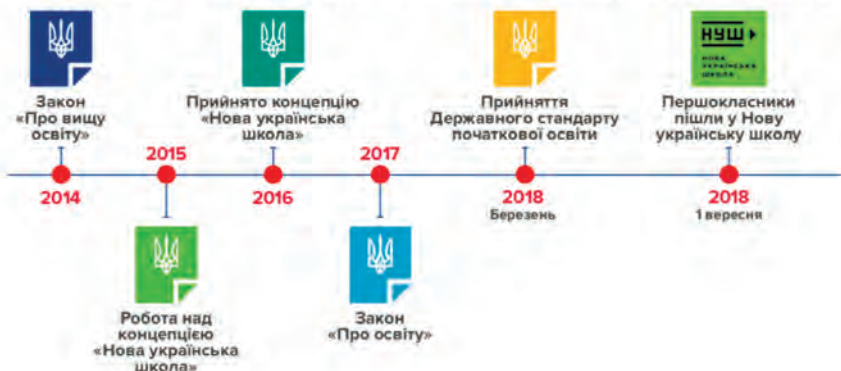 НУШ
НОВА
УКРАЇНСЬКА
ШКОЛА
Закон
«Про вищу
освіту»
Прийнято концепцію
«Нова українська
школа»
Прийняття
Державного стандарту
початкової освіти
Першокласники
пішли у Нову
українську школу
2015
2017
2014
2016
2018
Березень
2018
1 вересня
Робота над
концепцією
«Нова українська
школа»
Закон
«Про освіту»